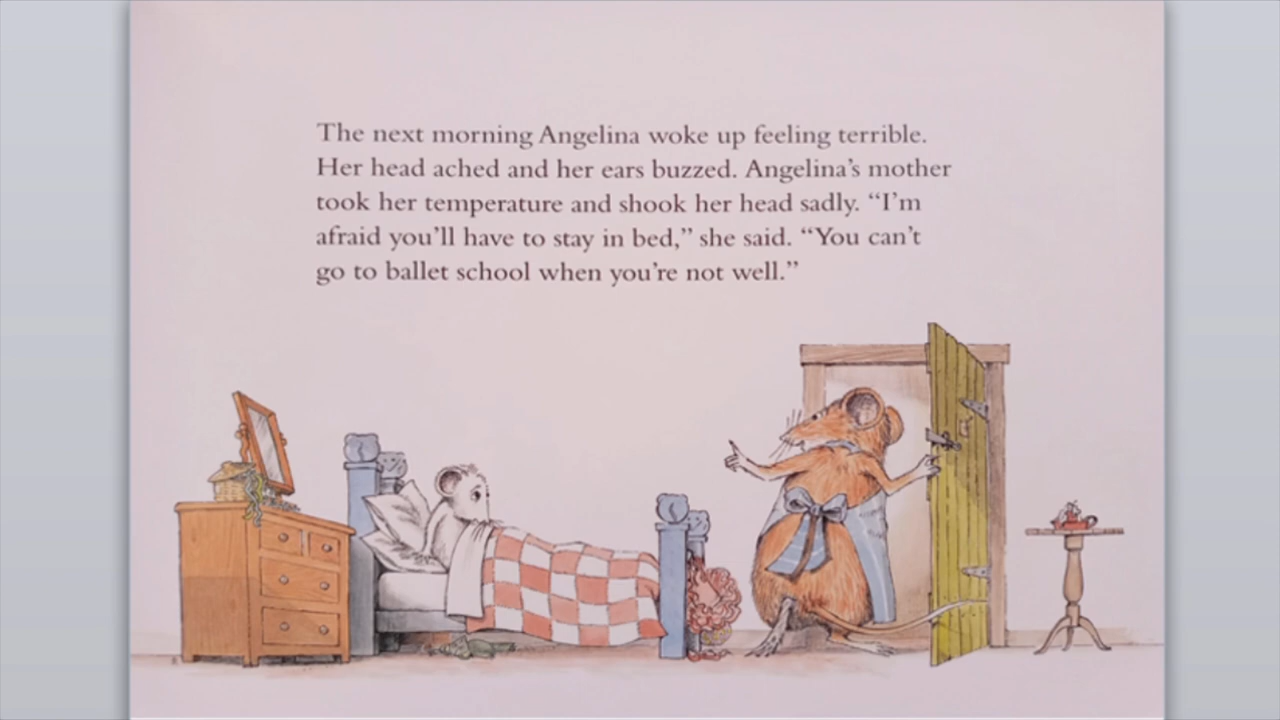 The next morning Angelina woke up feeling terrible.
Her head ached and her ears buzzed. Angelina’s mother
took her temperature and shook her head sadly. “I’m
afraid you’ll have to stay in bed,” she said. “You can’t
go to ballet school when you’re not well.”